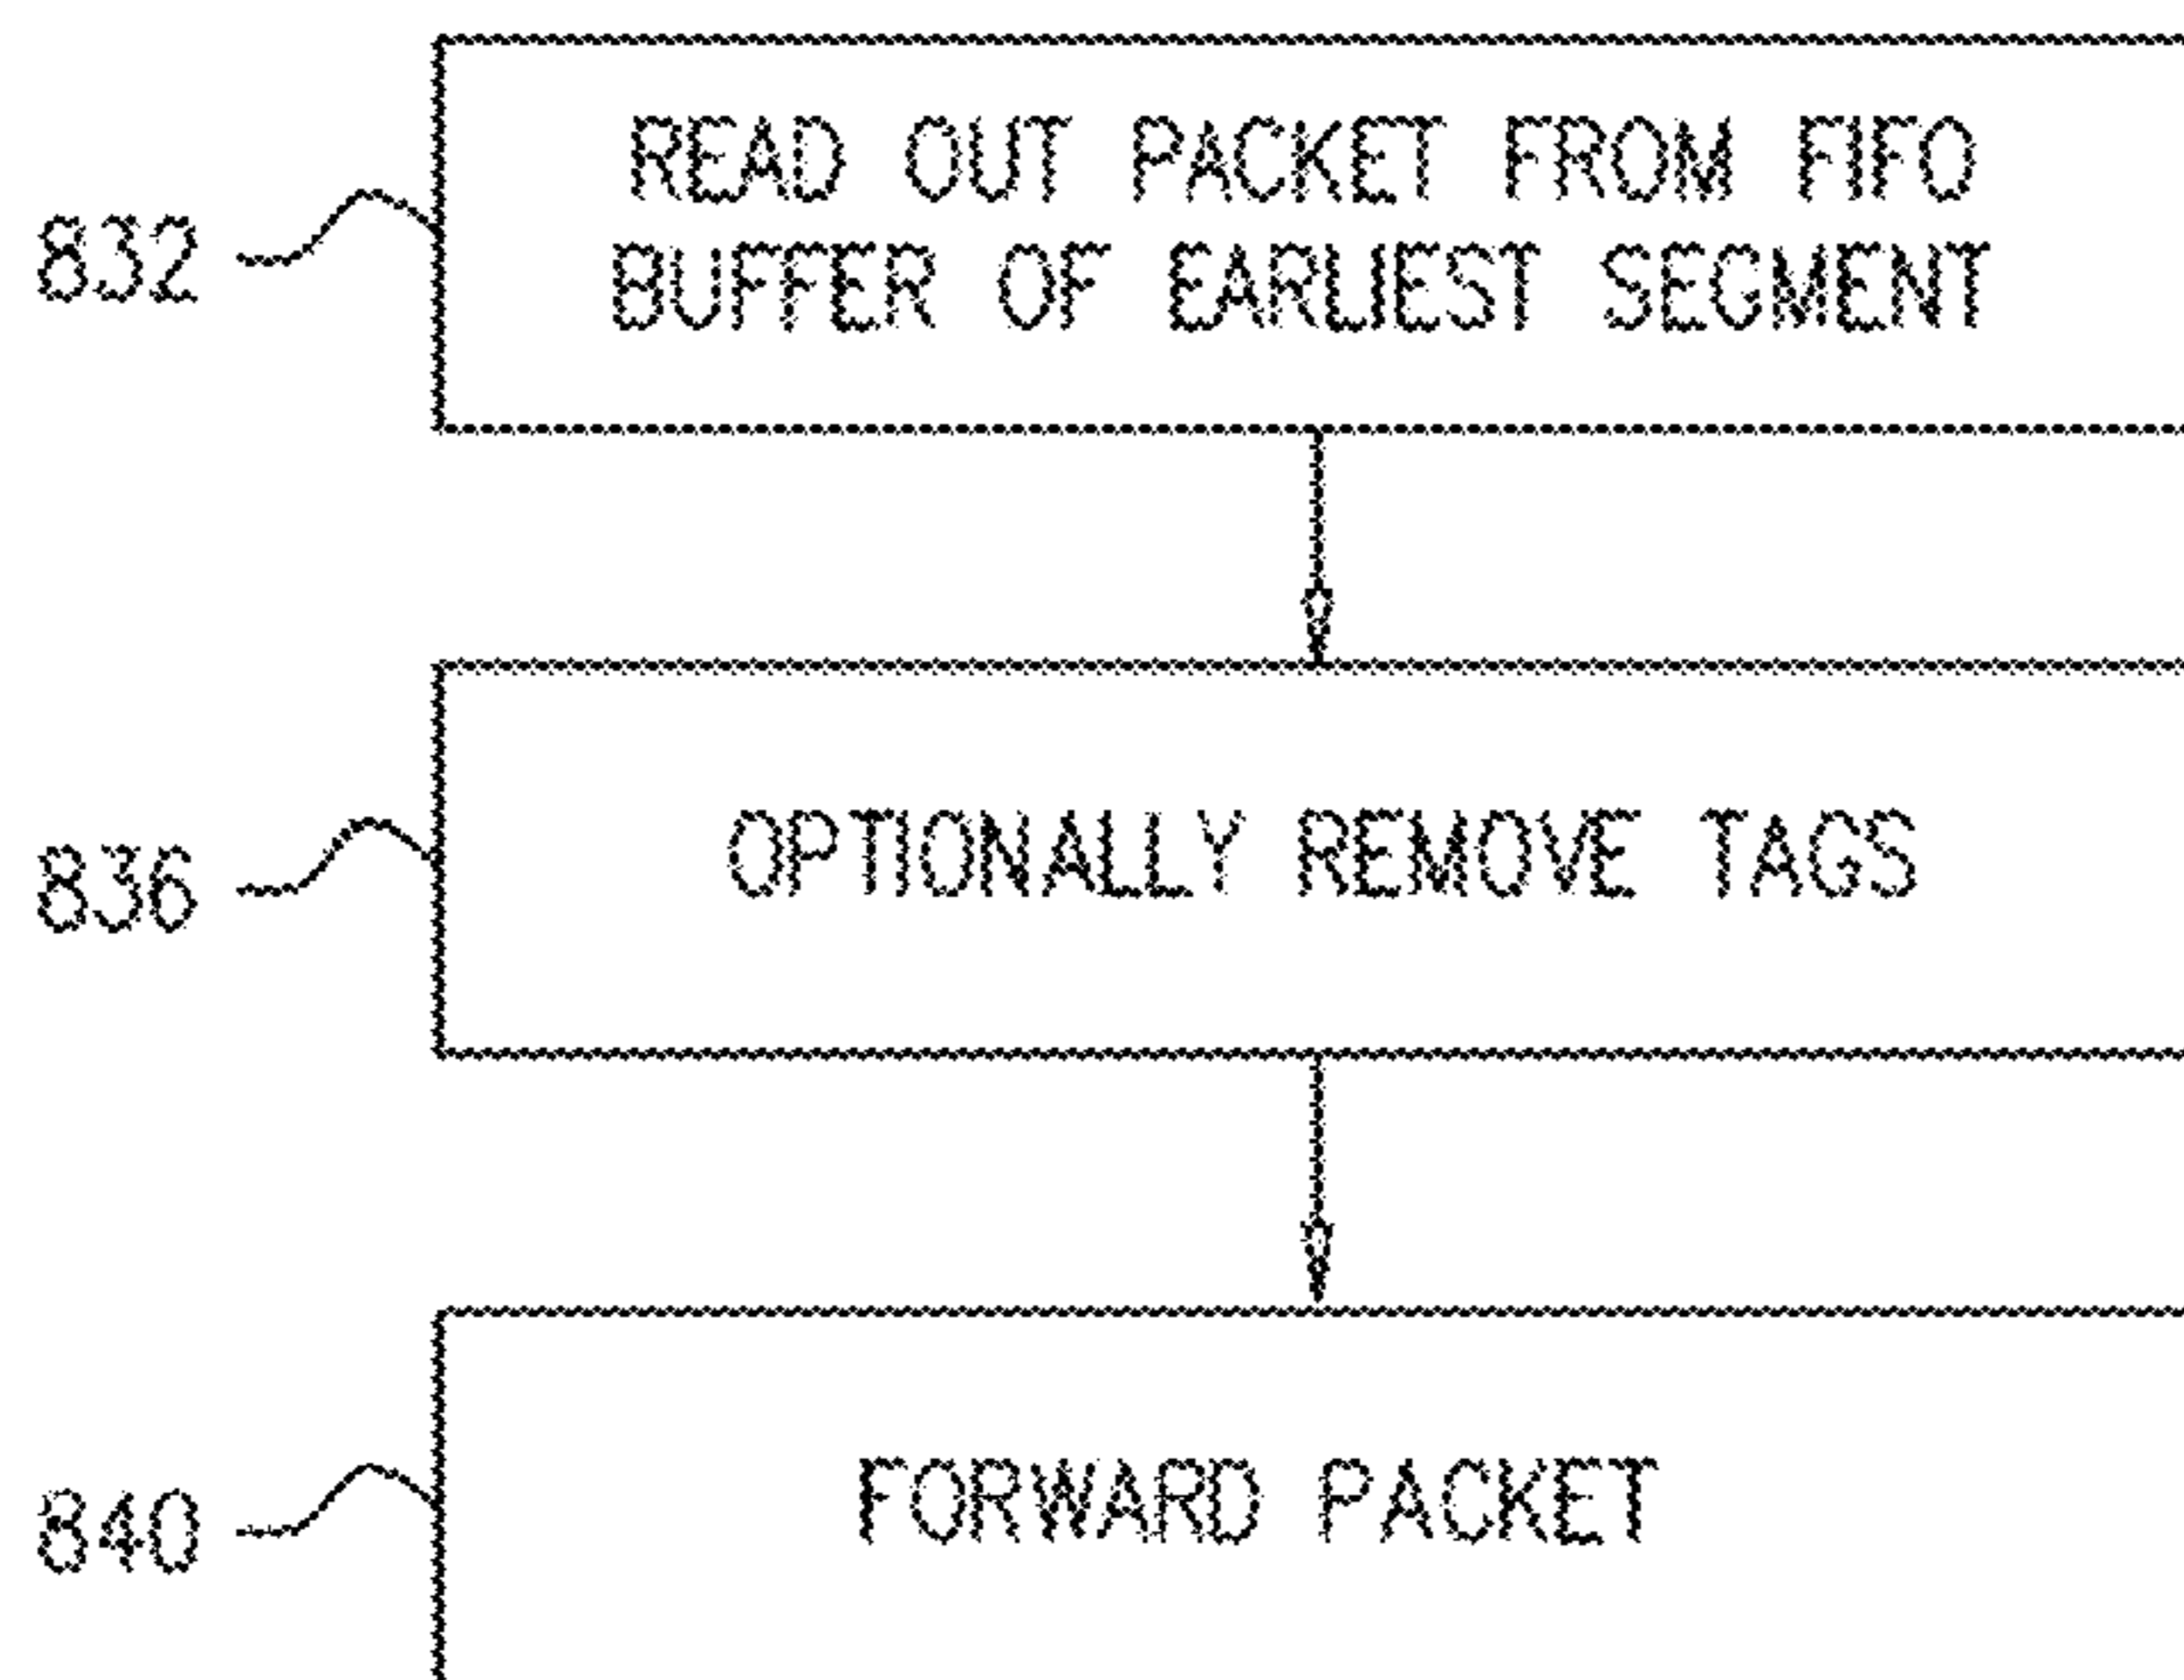 READ OUT PACKET FROM FIFO
BUFFER OF EARLIEST SEGMENT
832
OPTIONALLY REMOVE TAGS
836
FORWARD PACKET
840